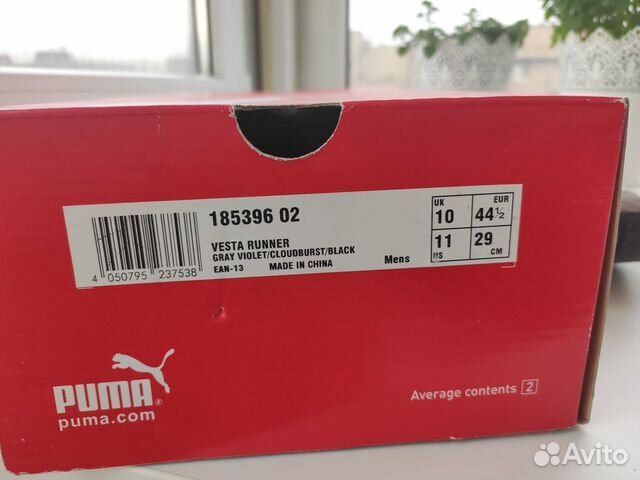 185396 02
VESTA RUNNER
GRAY VIOLET/CLOUDBURST/BLACK
EAN-13 MADE IN CHINA Mens
4 050795 237538
UK EUR
10 44½
11 29
US CM
PUMA®
puma.com
Average contents 2
Avito